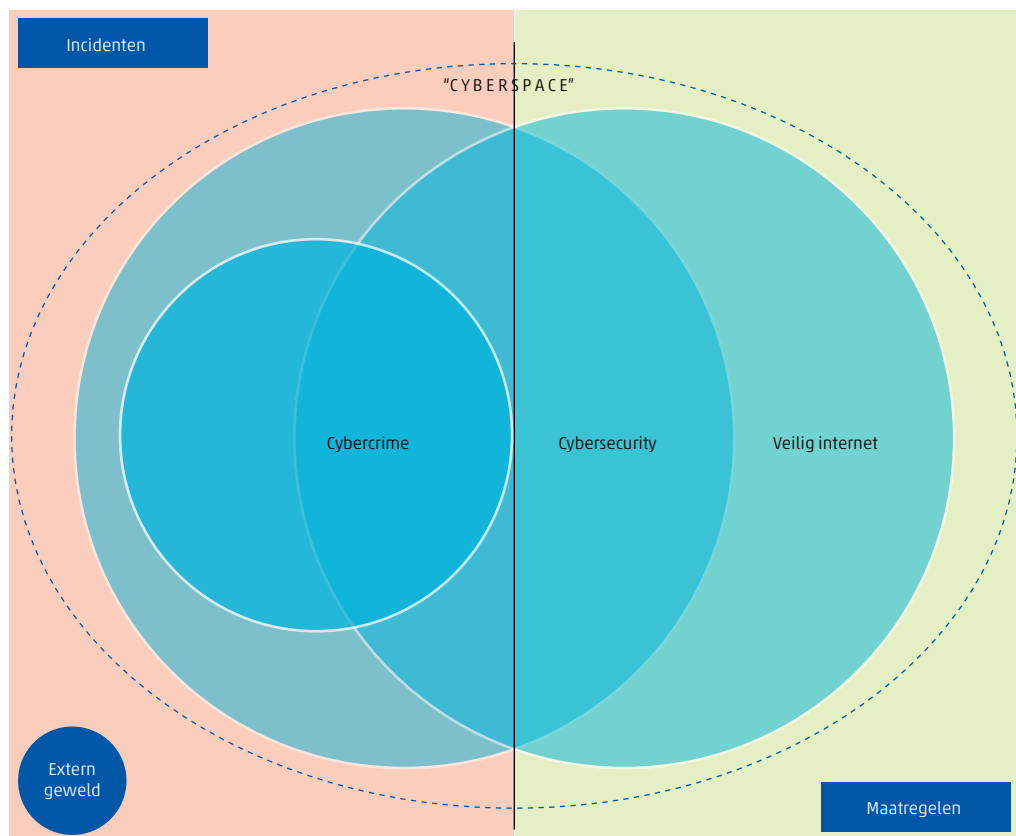 Incidenten
“CYBERSPACE”
Cybercrime
Cybersecurity
Veilig internet
Extern
geweld
Maatregelen